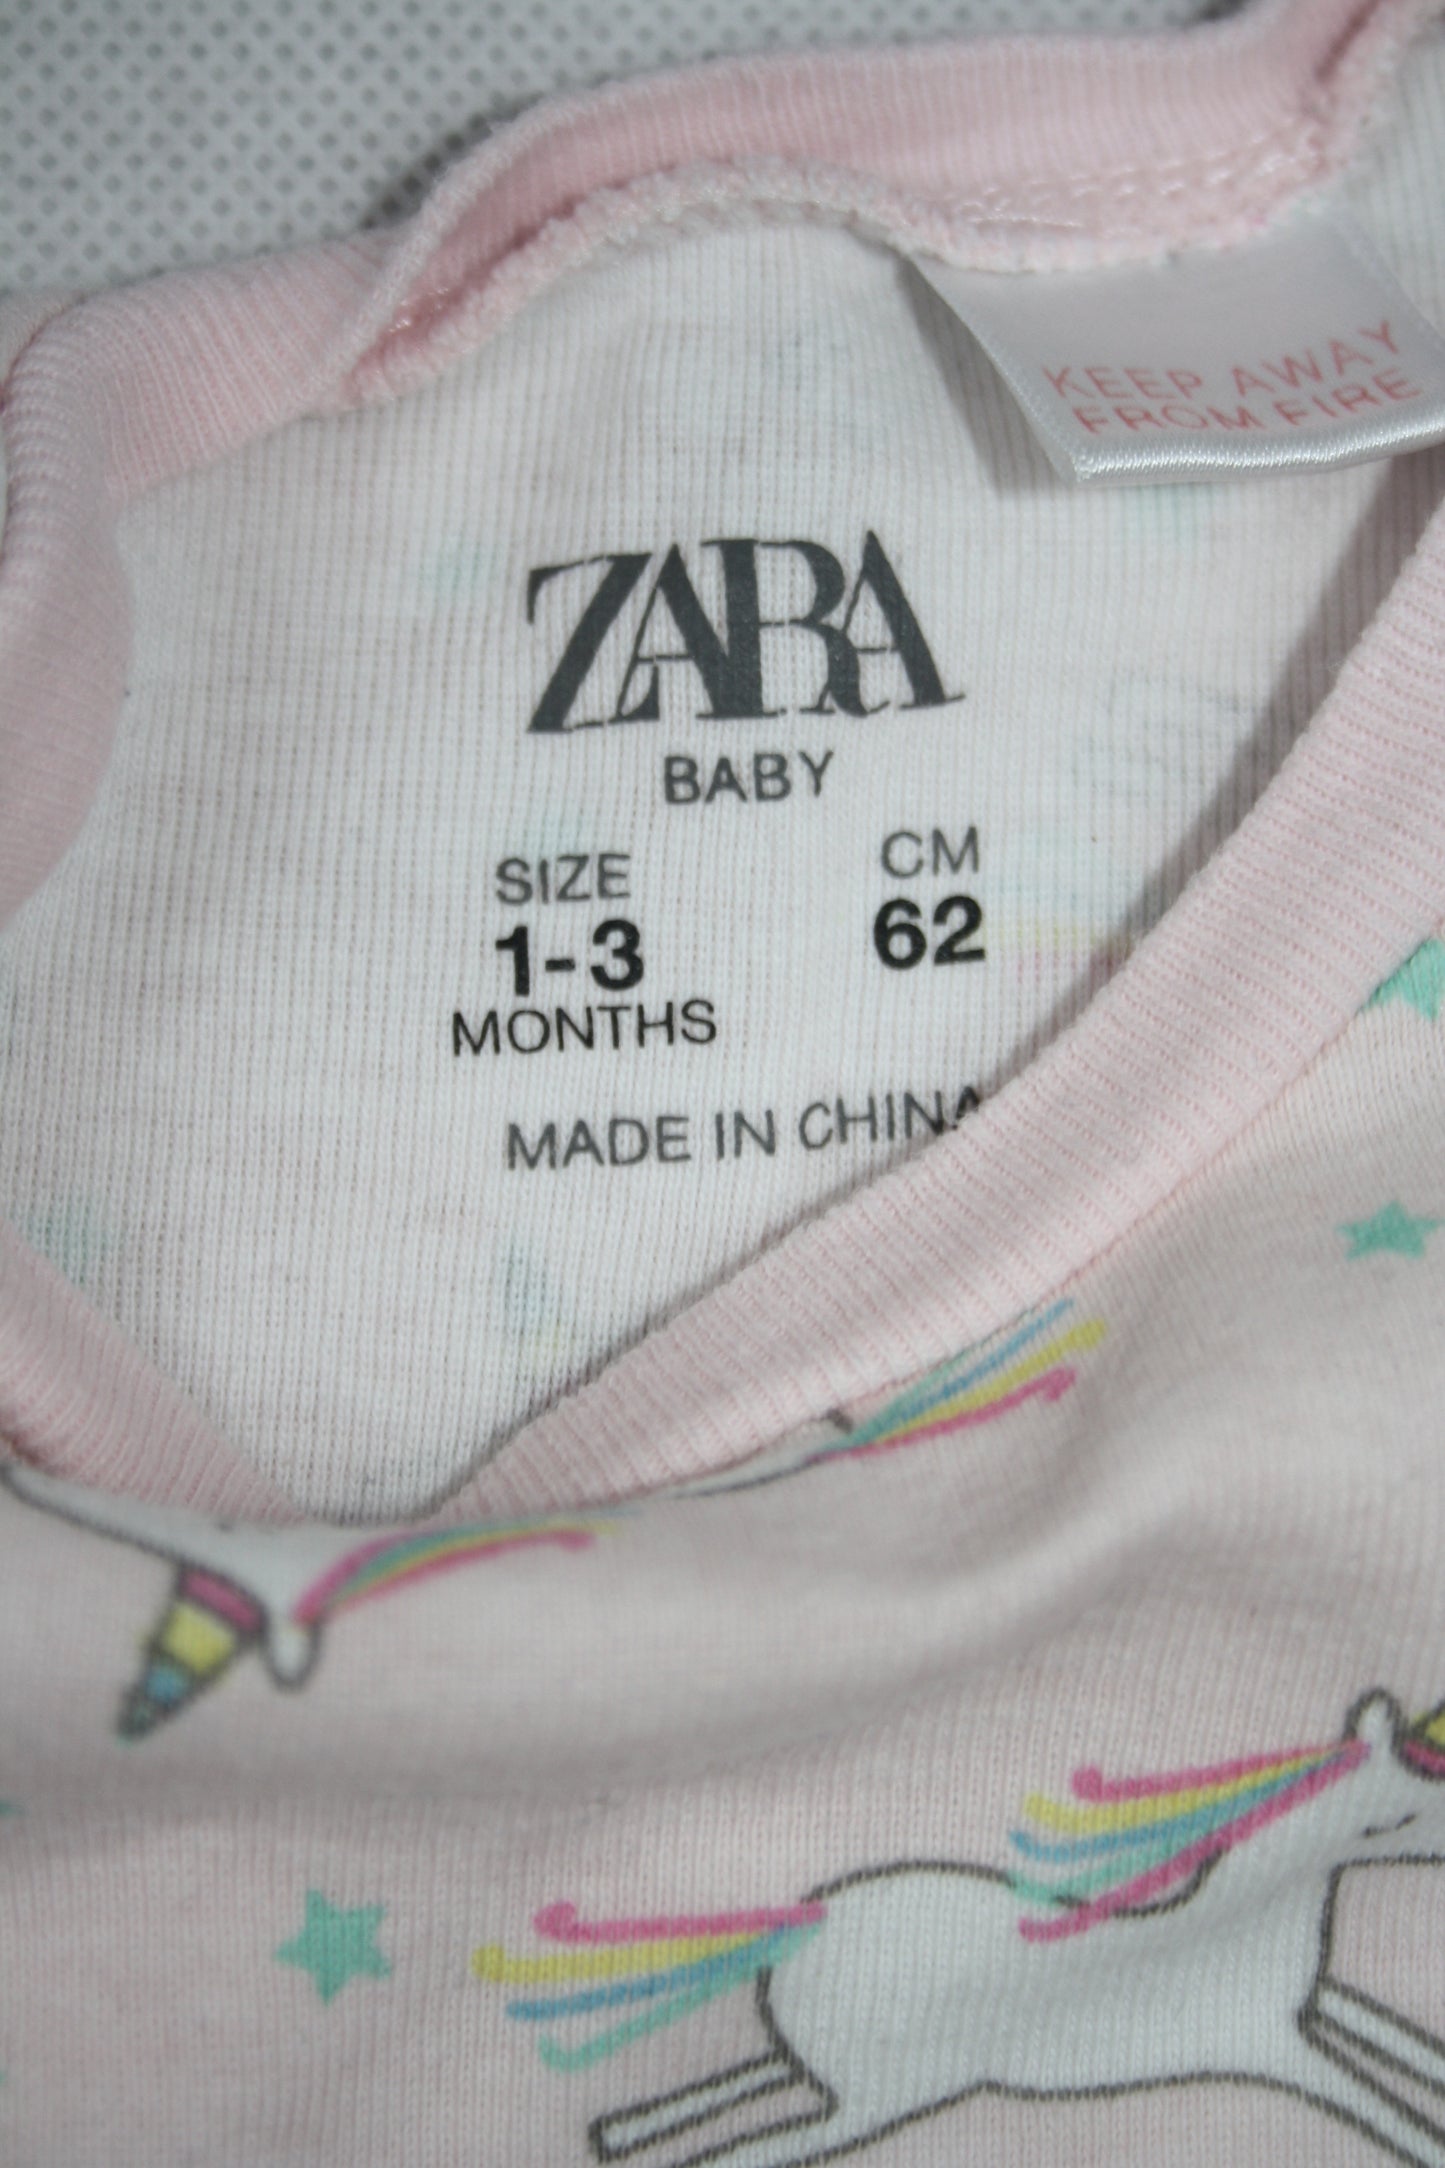 KEEP AWAY
FROM FIRE
ZARA
BABY
SIZE CM
1-3 62
MONTHS
MADE IN CHINA